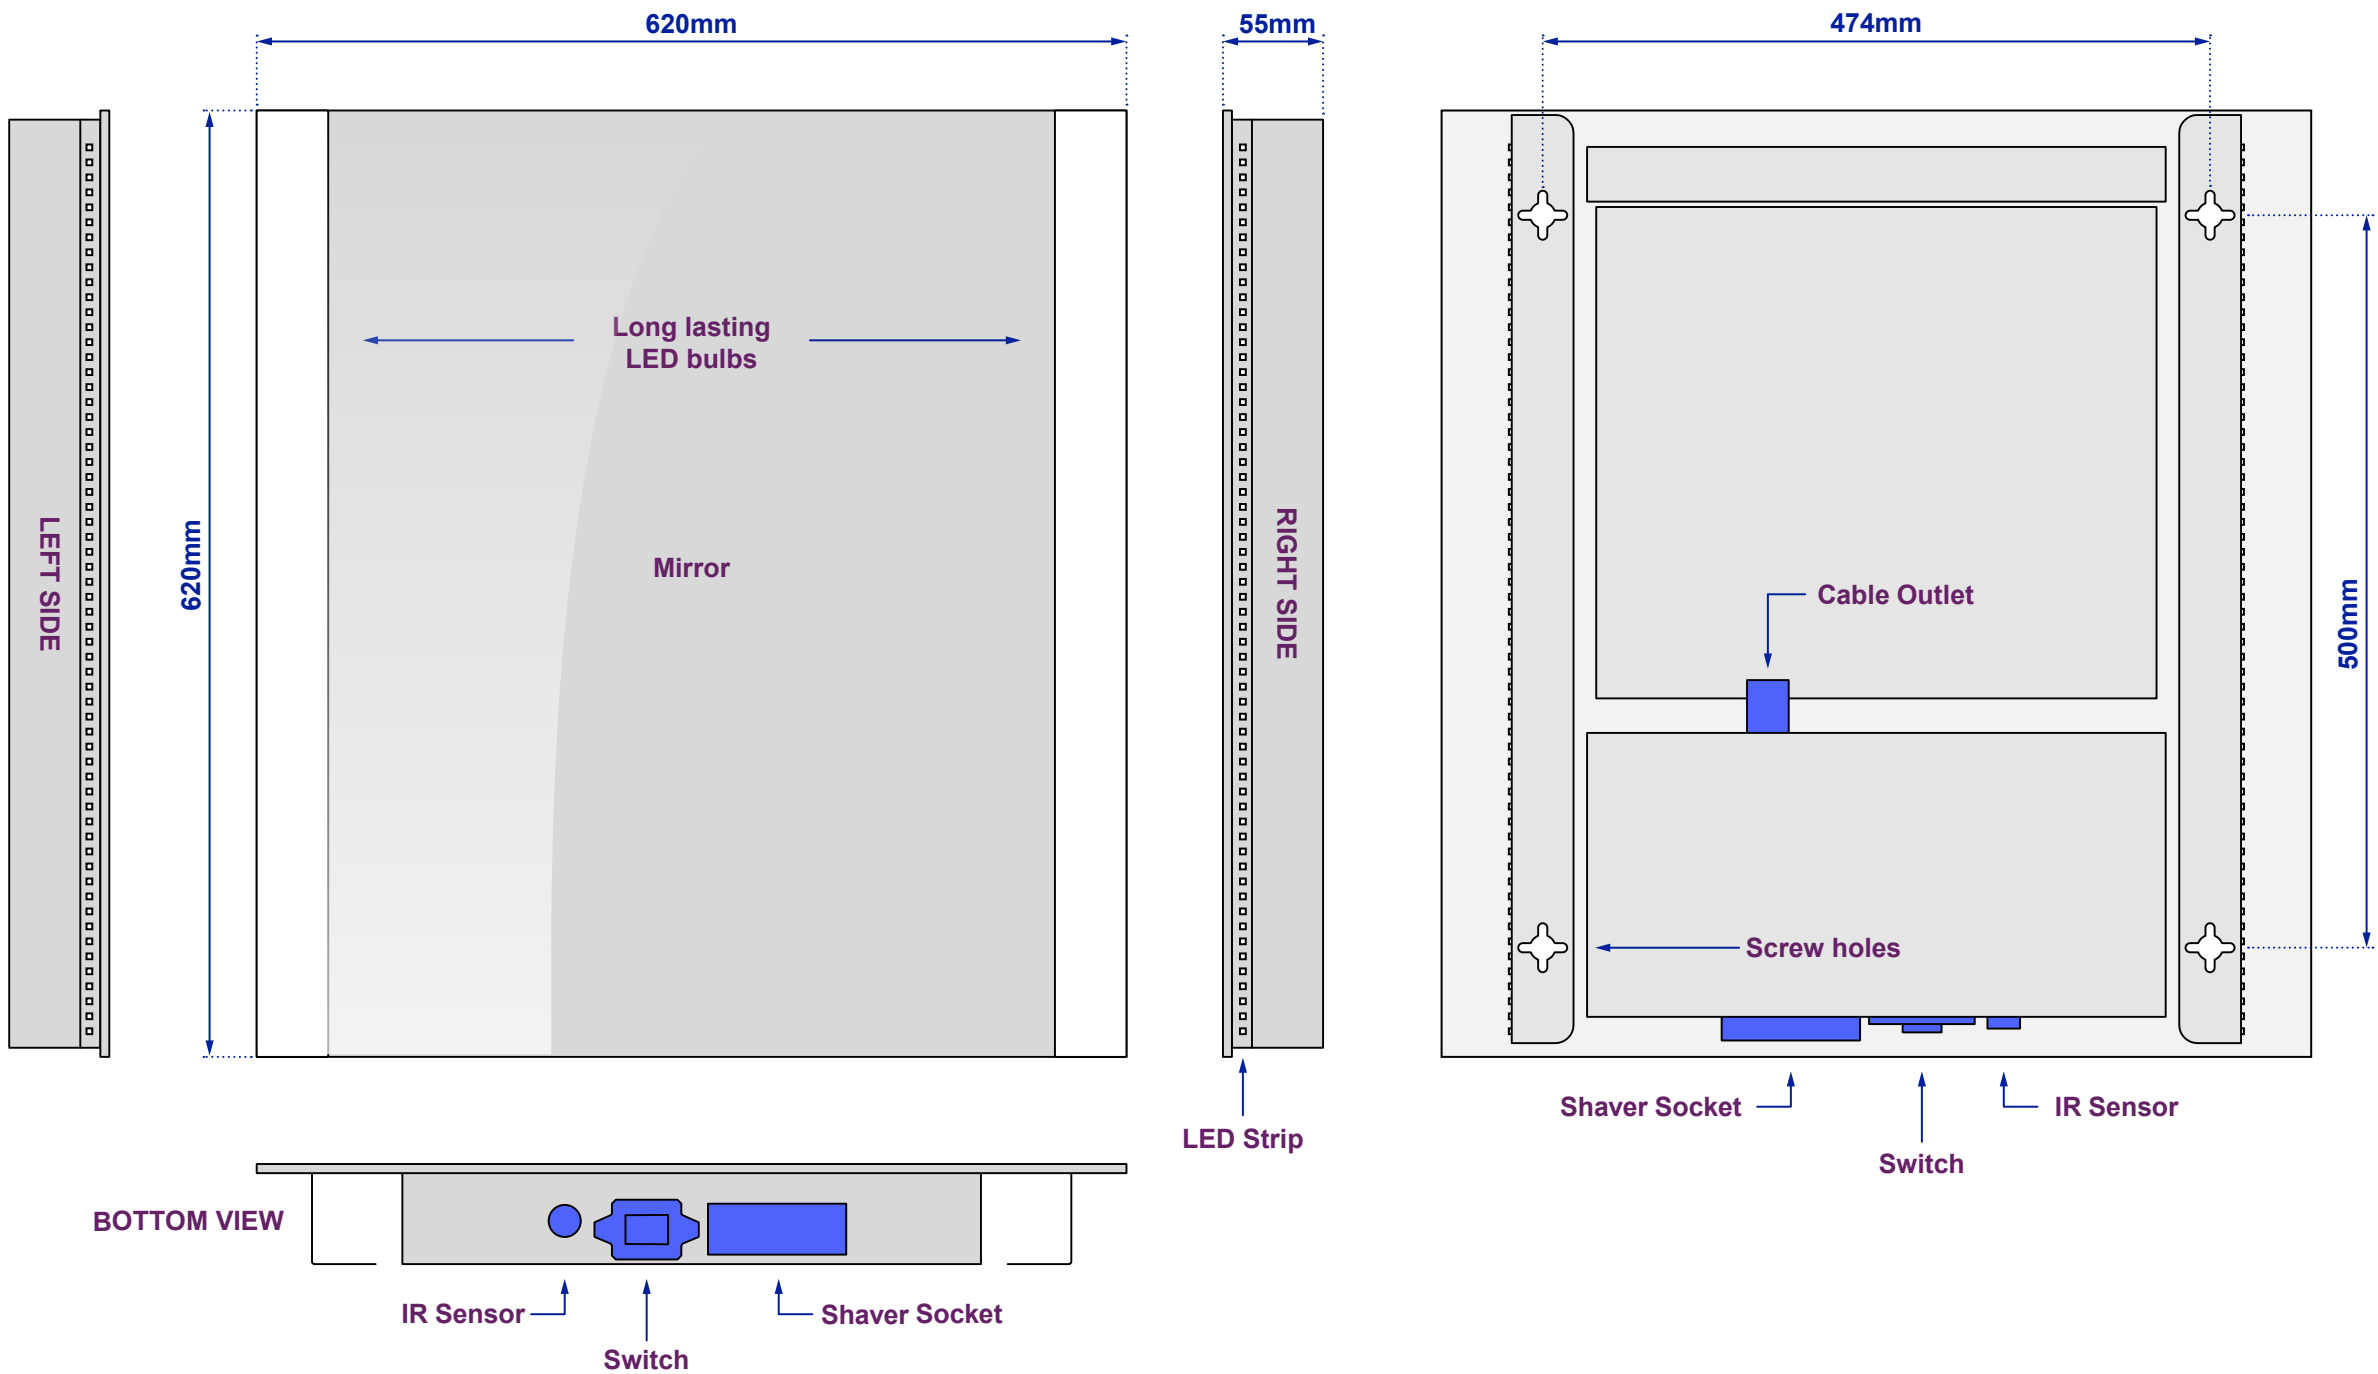 620mm
55mm
474mm
Long lasting
LED bulbs
LEFT SIDE
620mm
Mirror
RIGHT SIDE
Cable Outlet
500mm
Screw holes
Shaver Socket
IR Sensor
LED Strip
Switch
BOTTOM VIEW
IR Sensor
Shaver Socket
Switch